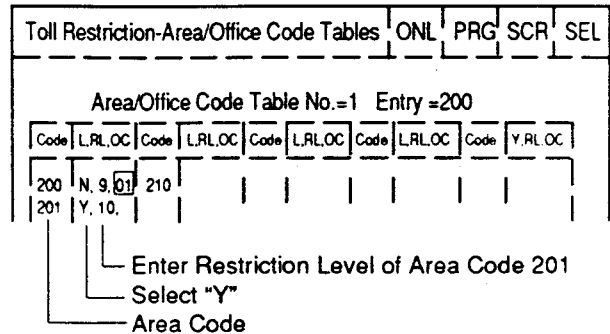 Toll Restriction-Area/Office Code Tables ONL PRG SCR SEL
Area/Office Code Table No.=1 Entry =200
Code L,RL,OC Code L,RL,OC Code L,RL,OC Code L,RL,OC Code Y,RL,OC
200 N, 9, 01 210
201 Y, 10,
Enter Restriction Level of Area Code 201
Select "Y"
Area Code